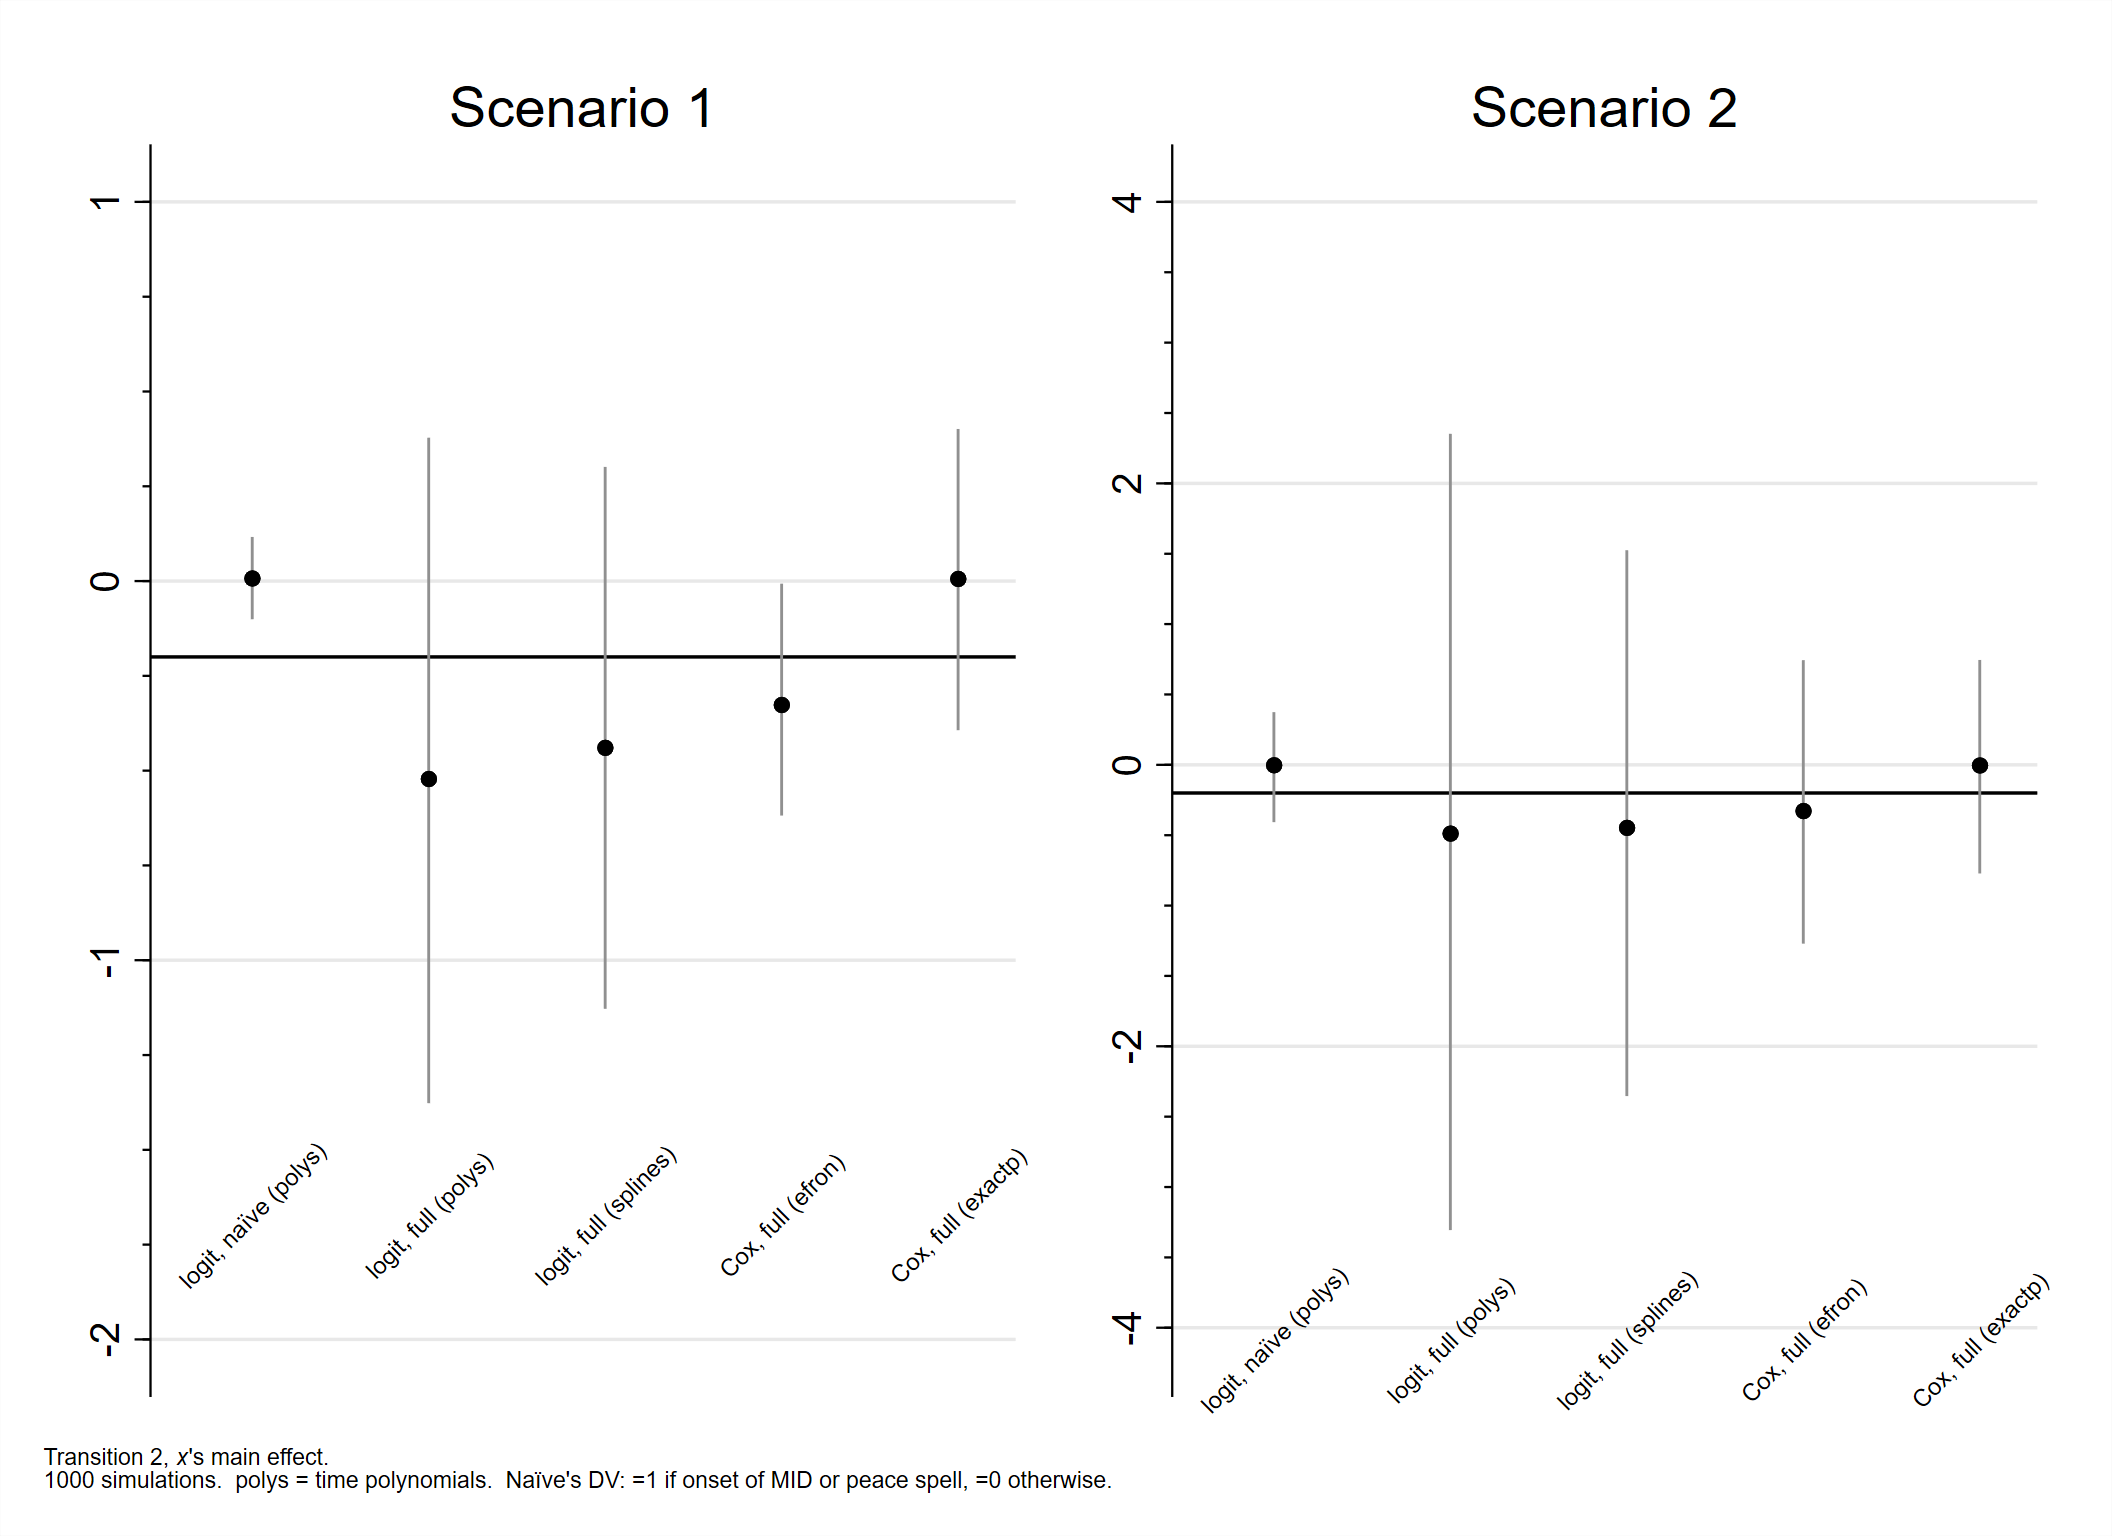 Scenario 1
1
0
-1
-2
logit, naïve (polys)
logit, full (polys)
logit, full (splines)
Cox, full (efron)
Cox, full (exactp)
Scenario 2
4
2
0
-2
-4
logit, naïve (polys)
logit, full (polys)
logit, full (splines)
Cox, full (efron)
Cox, full (exactp)
Transition 2, x's main effect.
1000 simulations.  polys = time polynomials.  Naïve's DV: =1 if onset of MID or peace spell, =0 otherwise.